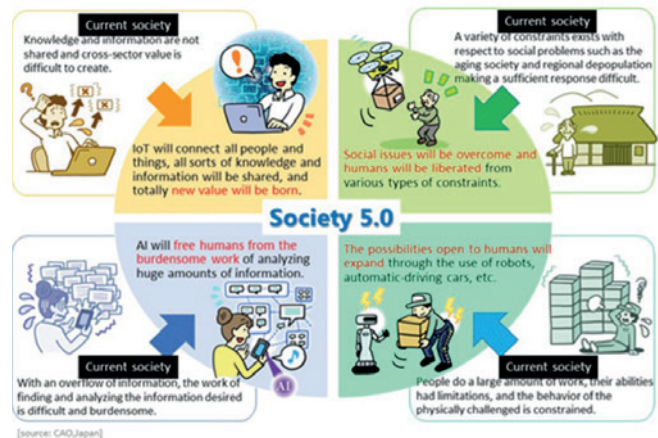 Current society
Knowledge and information are not
shared and cross-sector value is
difficult to create.
IoT will connect all people and
things, all sorts of knowledge and
information will be shared, and
totally new value will be born.
Current society
A variety of constraints exists with
respect to social problems such as the
aging society and regional depopulation
making a sufficient response difficult.
Social issues will be overcome and
humans will be liberated from
various types of constraints.
Society 5.0
AI will free humans from the
burdensome work of analyzing
huge amounts of information.
AI
Current society
With an overflow of information, the work of
finding and analyzing the information desired
is difficult and burdensome.
The possibilities open to humans will
expand through the use of robots,
automatic-driving cars, etc.
Current society
People do a large amount of work, their abilities
had limitations, and the behavior of the
physically challenged is constrained.
[source: CAO,Japan]